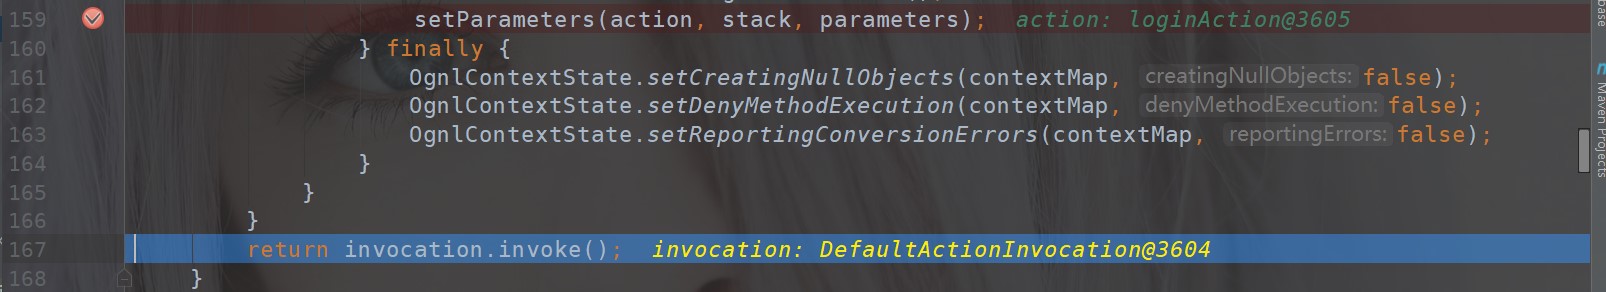 159 setParameters(action, stack, parameters); action: loginAction@3605
160 } finally {
161 OgnlContextState.setCreatingNullObjects(contextMap, creatingNullObjects: false);
162 OgnlContextState.setDenyMethodExecution(contextMap, denyMethodExecution: false);
163 OgnlContextState.setReportingConversionErrors(contextMap, reportingErrors: false);
164 }
165 }
166 }
167 return invocation.invoke(); invocation: DefaultActionInvocation@3604
168 }
Maven Projects